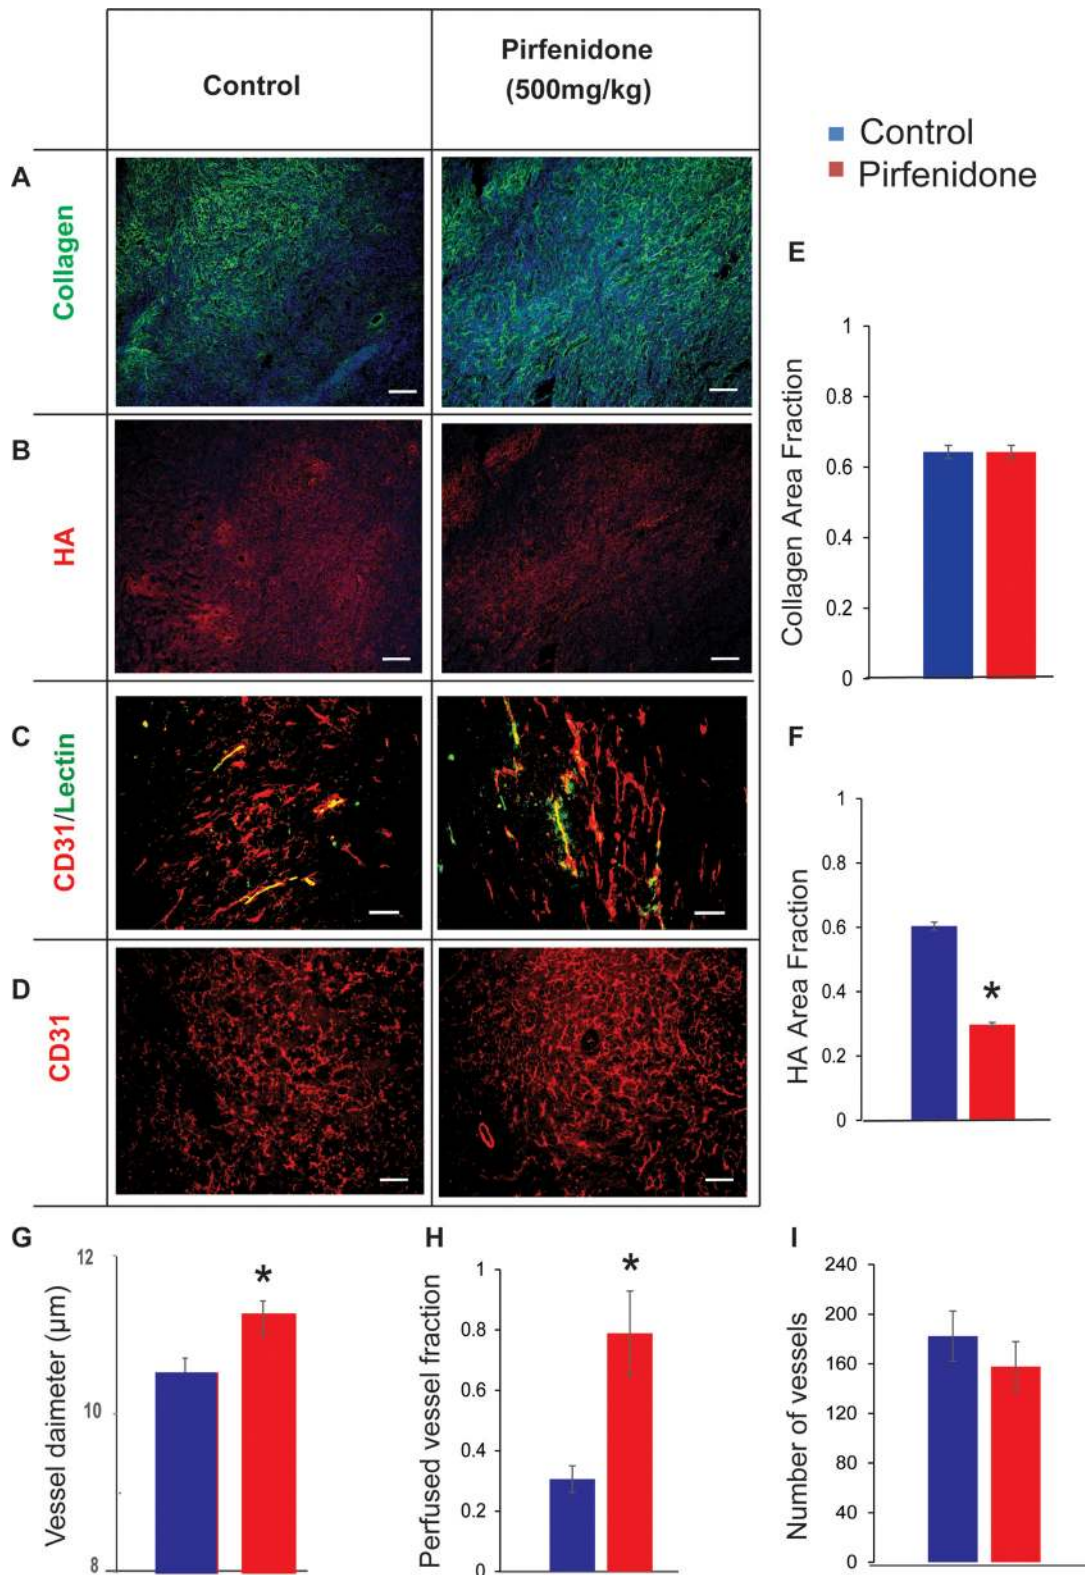 Control
Pirfenidone
(500mg/kg)
Control
Pirfenidone
A
Collagen
B
HA
C
CD31/Lectin
D
CD31
E
Collagen Area Fraction
1
0.8
0.6
0.4
0.2
0
F
HA Area Fraction
1
0.8
0.6
0.4
0.2
0
*
G
Vessel daimeter (µm)
12
10
8
*
H
Perfused vessel fraction
1
0.8
0.6
0.4
0.2
0
*
I
Number of vessels
240
200
160
120
80
40
0